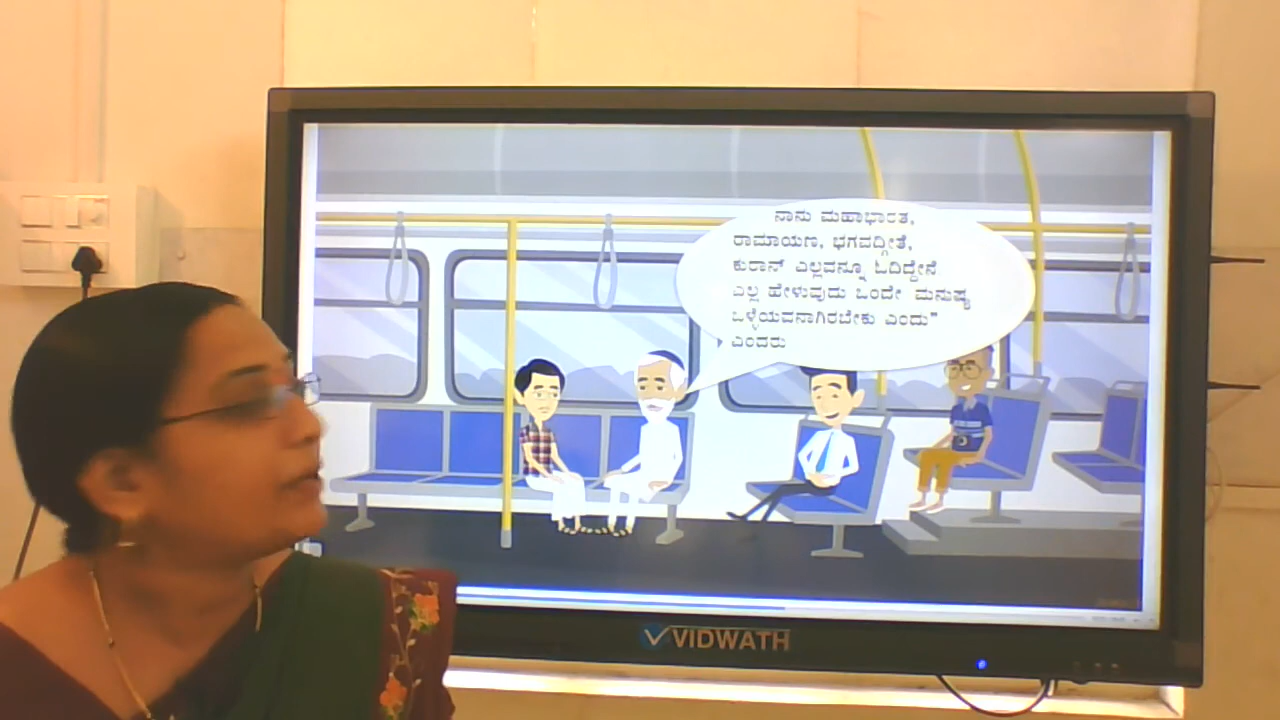 ನಾನು ಮಹಾಭಾರತ,
ರಾಮಾಯಣ, ಭಗವದ್ಗೀತೆ,
ಕುರಾನ್ ಎಲ್ಲವನ್ನೂ ಓದಿದ್ದೇನೆ
ಎಲ್ಲ ಹೇಳುವುದು ಒಂದೇ ಮನುಷ್ಯ
ಒಳ್ಳೆಯವನಾಗಿರಬೇಕು ಎಂದು”
ಎಂದರು
VIDWATH